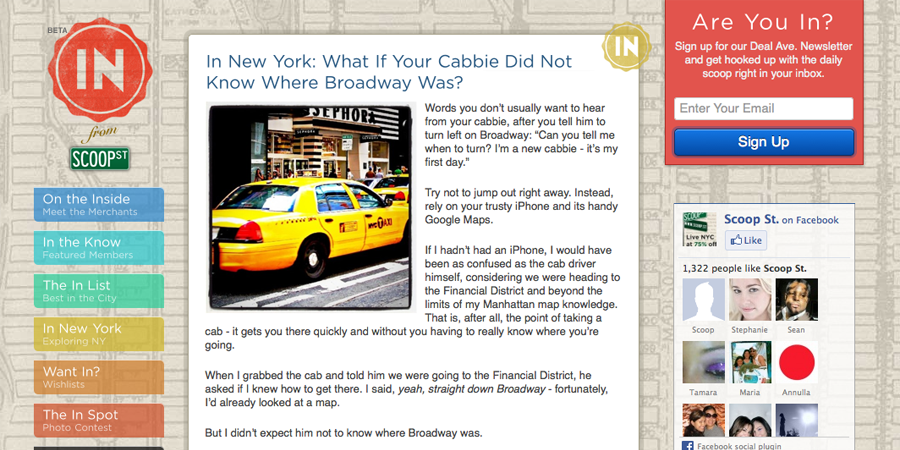 BETA
IN
from
SCOOP ST
On the Inside
Meet the Merchants
In the Know
Featured Members
The In List
Best in the City
In New York
Exploring NY
Want In?
Wishlists
The In Spot
Photo Contest
IN
In New York: What If Your Cabbie Did Not
Know Where Broadway Was?
SEPHORA
NYC TAXI
Words you don’t usually want to hear
from your cabbie, after you tell him to
turn left on Broadway: “Can you tell me
when to turn? I’m a new cabbie - it’s my
first day.”
Try not to jump out right away. Instead,
rely on your trusty iPhone and its handy
Google Maps.
If I hadn’t had an iPhone, I would have
been as confused as the cab driver
himself, considering we were heading to
the Financial District and beyond the
limits of my Manhattan map knowledge.
That is, after all, the point of taking a
cab - it gets you there quickly and without you having to really know where you’re
going.
When I grabbed the cab and told him we were going to the Financial District, he
asked if I knew how to get there. I said, yeah, straight down Broadway - fortunately,
I’d already looked at a map.
But I didn’t expect him not to know where Broadway was.
Are You In?
Sign up for our Deal Ave. Newsletter
and get hooked up with the daily
scoop right in your inbox.
Enter Your Email
Sign Up
SCOOP ST
Live NYC
at 75% off
Scoop St. on Facebook
Like
1,322 people like Scoop St.
Scoop Stephanie Sean
Tamara Maria Annulla
Facebook social plugin